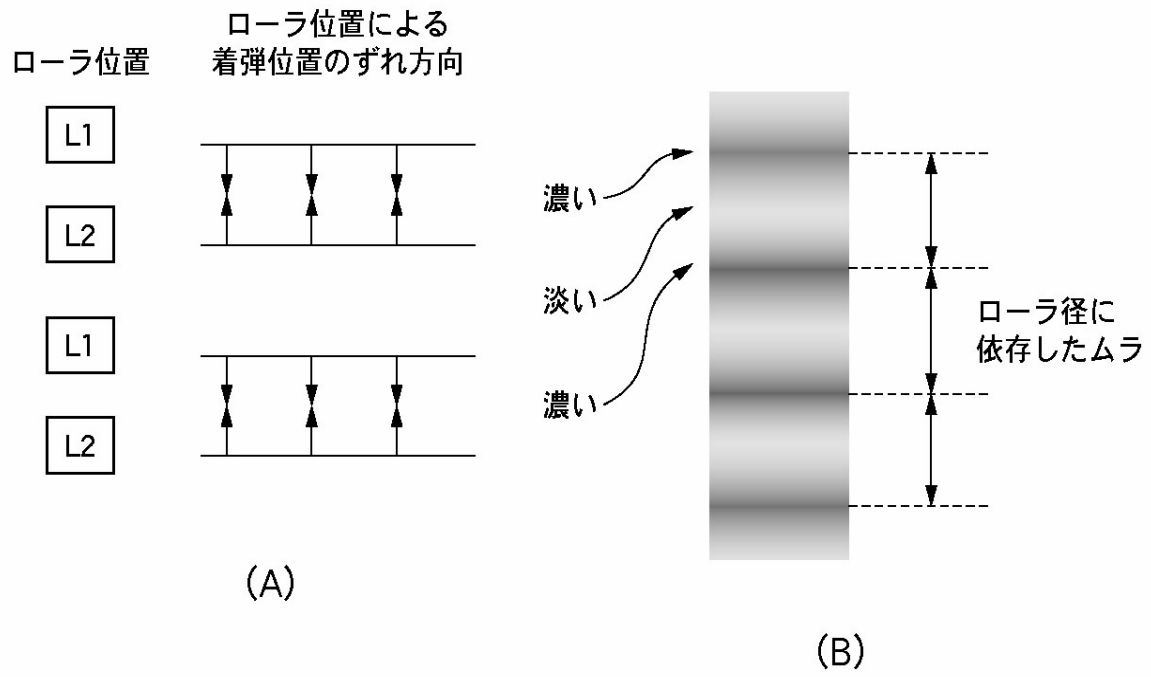 ローラ位置
ローラ位置による
着弾位置のずれ方向
L1
L2
L1
L2
(A)
濃い
淡い
濃い
ローラ径に
依存したムラ
(B)